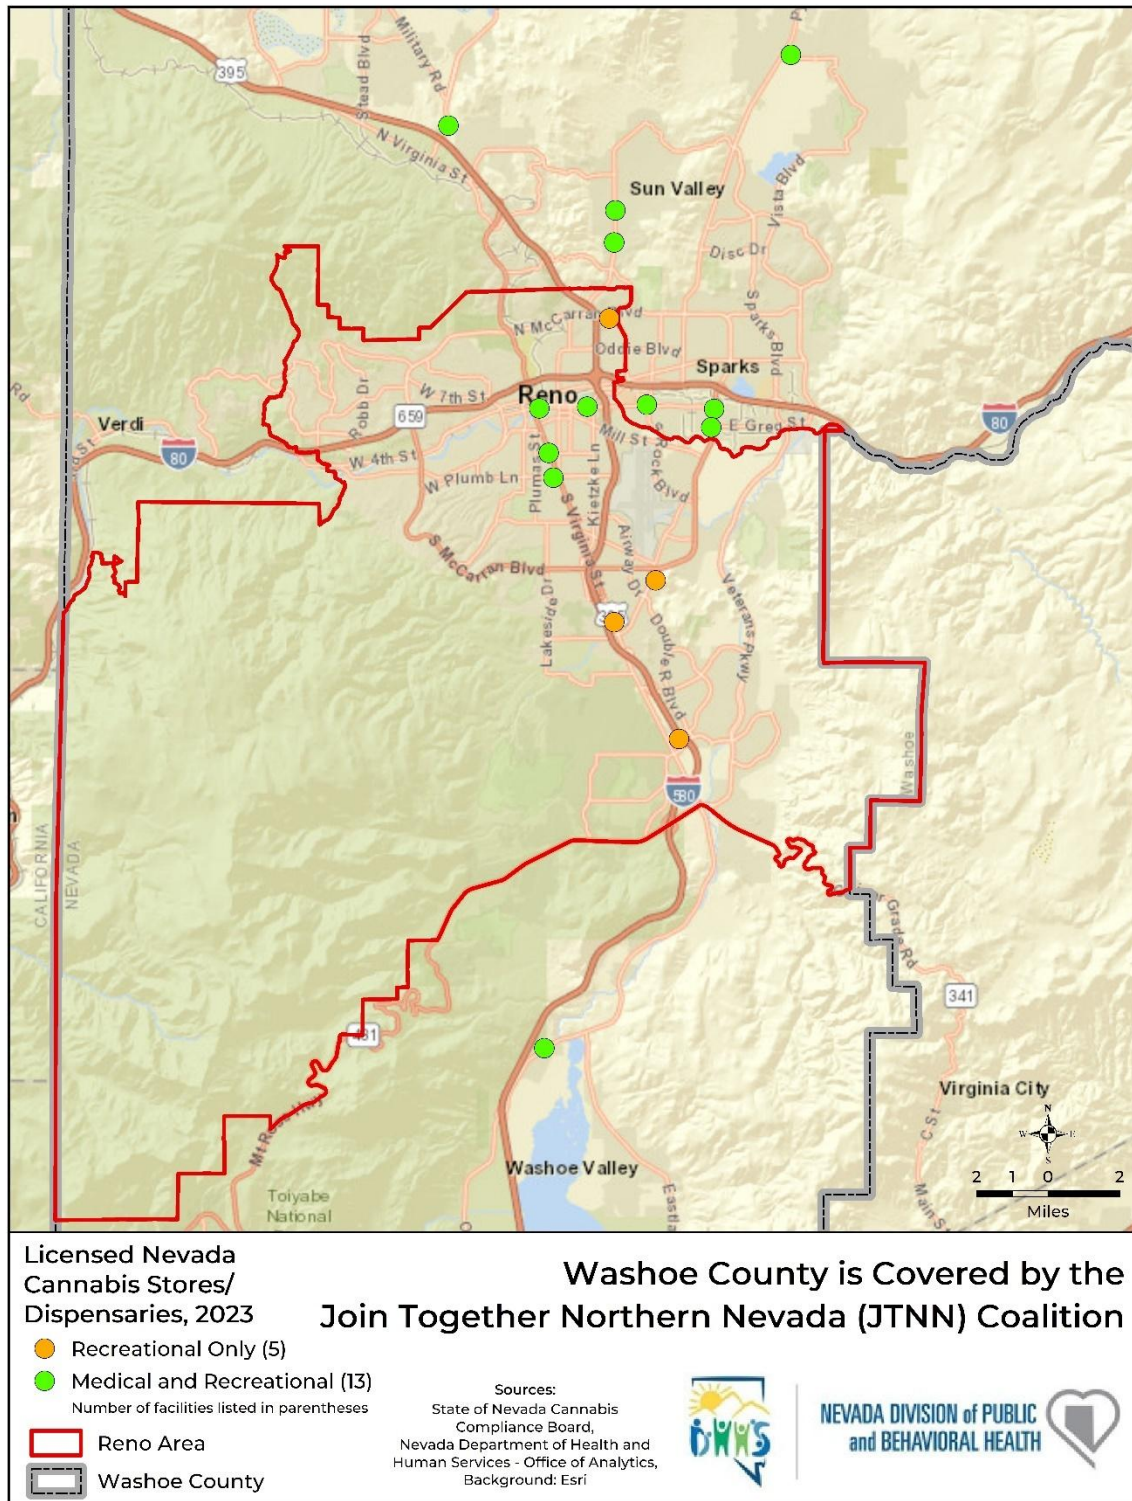 Military Rd
Stead Blvd
395
N Virginia St
Sun Valley
Vista Blvd
Disc Dr
Sparks Blvd
N McCarran Blvd
Oddie Blvd
Sparks
W 7th St
Reno
Robb Dr
659
Rd
Verdi
80
80
W 4th St
E Greg St
Mill St
S Rock Blvd
W Plumb Ln
Plumas St
Kietzke Ln
S Virginia St
S McCarran Blvd
Airway Dr
Lakeside Dr
Double R Blvd
Veterans Pkwy
Washoe
580
CALIFORNIA
NEVADA
Grade Rd
341
431
Mt Rose Hwy
Virginia City
C St
Main St
Washoe Valley
Toiyabe
National
N
W E
S
2 1 0 2
Miles
Licensed Nevada
Cannabis Stores/
Dispensaries, 2023
Recreational Only (5)
Medical and Recreational (13)
Number of facilities listed in parentheses
Reno Area
Washoe County
Washoe County is Covered by the
Join Together Northern Nevada (JTNN) Coalition
Sources:
State of Nevada Cannabis
Compliance Board,
Nevada Department of Health and
Human Services - Office of Analytics,
Background: Esri
DHHS
NEVADA DIVISION of PUBLIC
and BEHAVIORAL HEALTH